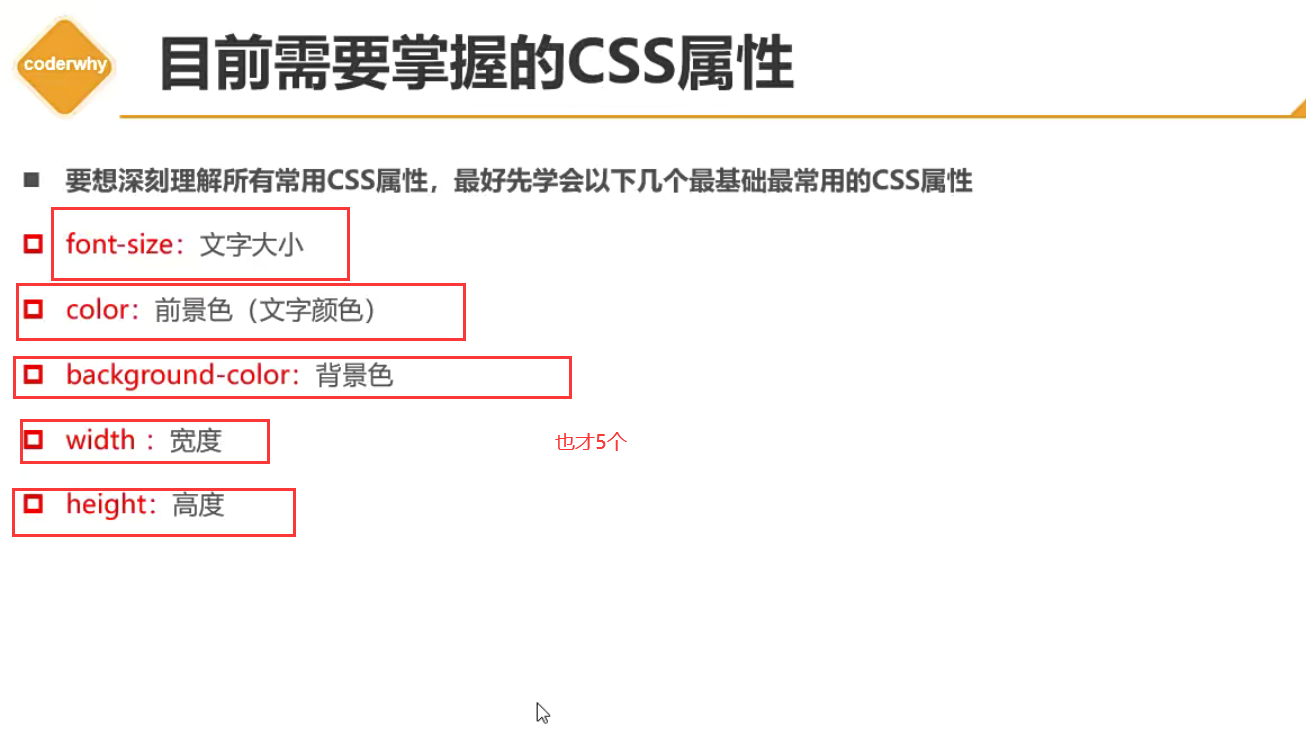 coderwhy
目前需要掌握的CSS属性
要想深刻理解所有常用CSS属性，最好先学会以下几个最基础最常用的CSS属性
font-size：文字大小
color：前景色（文字颜色）
background-color：背景色
width ：宽度
也才5个
height：高度